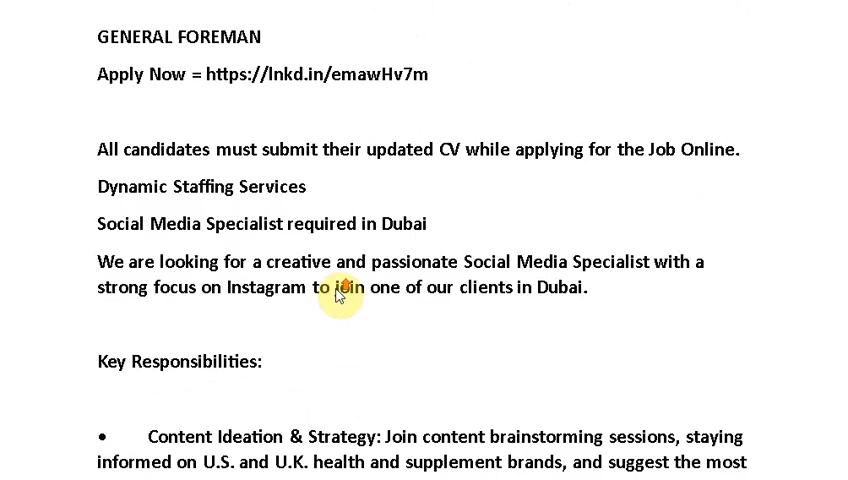 GENERAL FOREMAN
Apply Now = https://lnkd.in/emawHv7m
All candidates must submit their updated CV while applying for the Job Online.
Dynamic Staffing Services
Social Media Specialist required in Dubai
We are looking for a creative and passionate Social Media Specialist with a
strong focus on Instagram to join one of our clients in Dubai.
Key Responsibilities:
• Content Ideation & Strategy: Join content brainstorming sessions, staying
informed on U.S. and U.K. health and supplement brands, and suggest the most